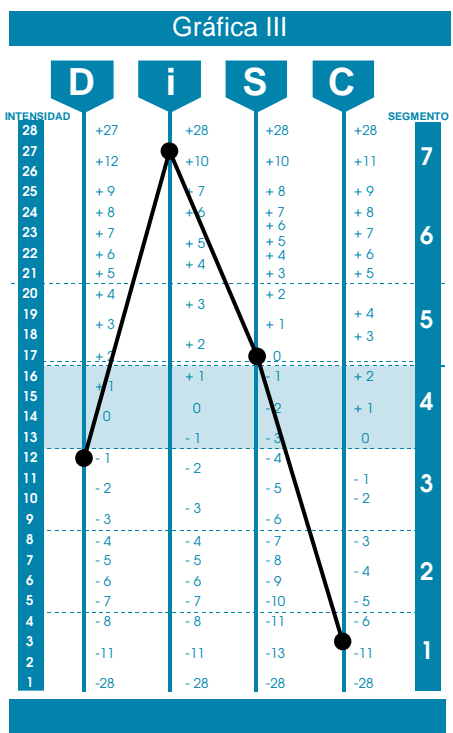 Gráfica III
D i S C
INTENSIDAD SEGMENTO
28 +27 +28 +28 +28
27 7
+12 +10 +10 +11
26
25 + 9 + 7 + 8 + 9
24 + 8 + 6 + 7 + 8
+ 6
23 + 7 + 7 6
+ 5 + 5
22 + 6 + 4 + 6
+ 4
21 + 5 + 3 + 5
20 + 4 + 2
+ 3
19 + 4 5
+ 3 + 1
18 + 3
+ 2
17 + 2 0
16 + 1 - 1 + 2
+ 1
15 4
0 - 2 + 1
14 0
13 - 1 - 3 0
12 - 1 - 4
- 2
11 - 1 3
- 2 - 5
10 - 2
- 3
9 - 3 - 6
8 - 4 - 4 - 7 - 3
7 - 5 - 5 - 8
- 4 2
6 - 6 - 6 - 9
5 - 7 - 7 -10 - 5
4 - 8 - 8 -11 - 6
3 1
-11 -11 -13 -11
2
1 -28 - 28 -28 -28